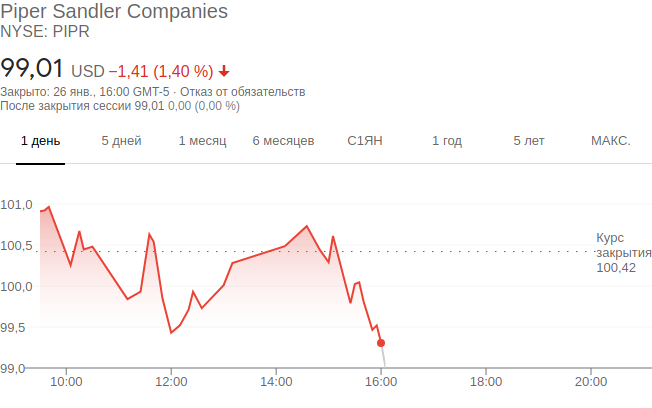 Piper Sandler Companies
NYSE: PIPR
99,01 USD −1,41 (1,40 %)
Закрыто: 26 янв., 16:00 GMT-5 · Отказ от обязательств
После закрытия сессии 99,01 0,00 (0,00 %)
1 день 5 дней 1 месяц 6 месяцев С1ЯН 1 год 5 лет МАКС.
101,0
100,5
100,0
99,5
99,0
Курс
закрытия
100,42
10:00 12:00 14:00 16:00 18:00 20:00